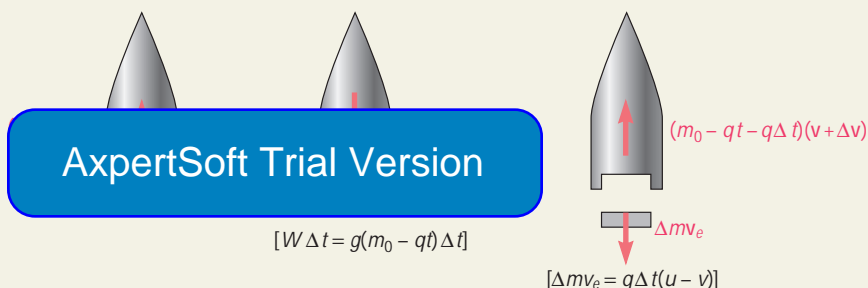 (m₀ – qt – qΔt)(v + Δv)
AxpertSoft Trial Version
Δmvₑ
[WΔt = g(m₀ – qt)Δt]
[Δmvₑ = qΔt(u – v)]